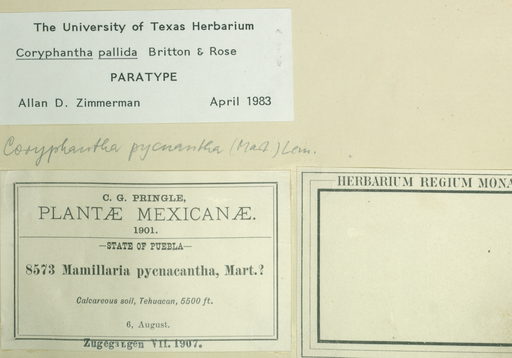 The University of Texas Herbarium
Coryphantha pallida Britton & Rose
PARATYPE
Allan D. Zimmerman April 1983
Coryphantha pycnantha (Mart.) Lem.
C. G. PRINGLE,
PLANTÆ MEXICANÆ.
1901.
—STATE OF PUEBLA—
8573 Mamillaria pycnacantha, Mart.?
Calcareous soil, Tehuacan, 5500 ft.
6, August.
Zugegangen VII. 1907.
HERBARIUM REGIUM MONA